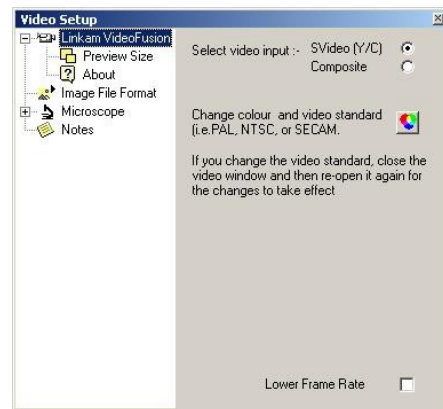 Video Setup
Linkam VideoFusion
Preview Size
About
Image File Format
Microscope
Notes
Select video input :- SVideo (Y/C)
Composite
Change colour and video standard
(i.e.PAL, NTSC, or SECAM.
If you change the video standard, close the
video window and then re-open it again for
the changes to take effect
Lower Frame Rate